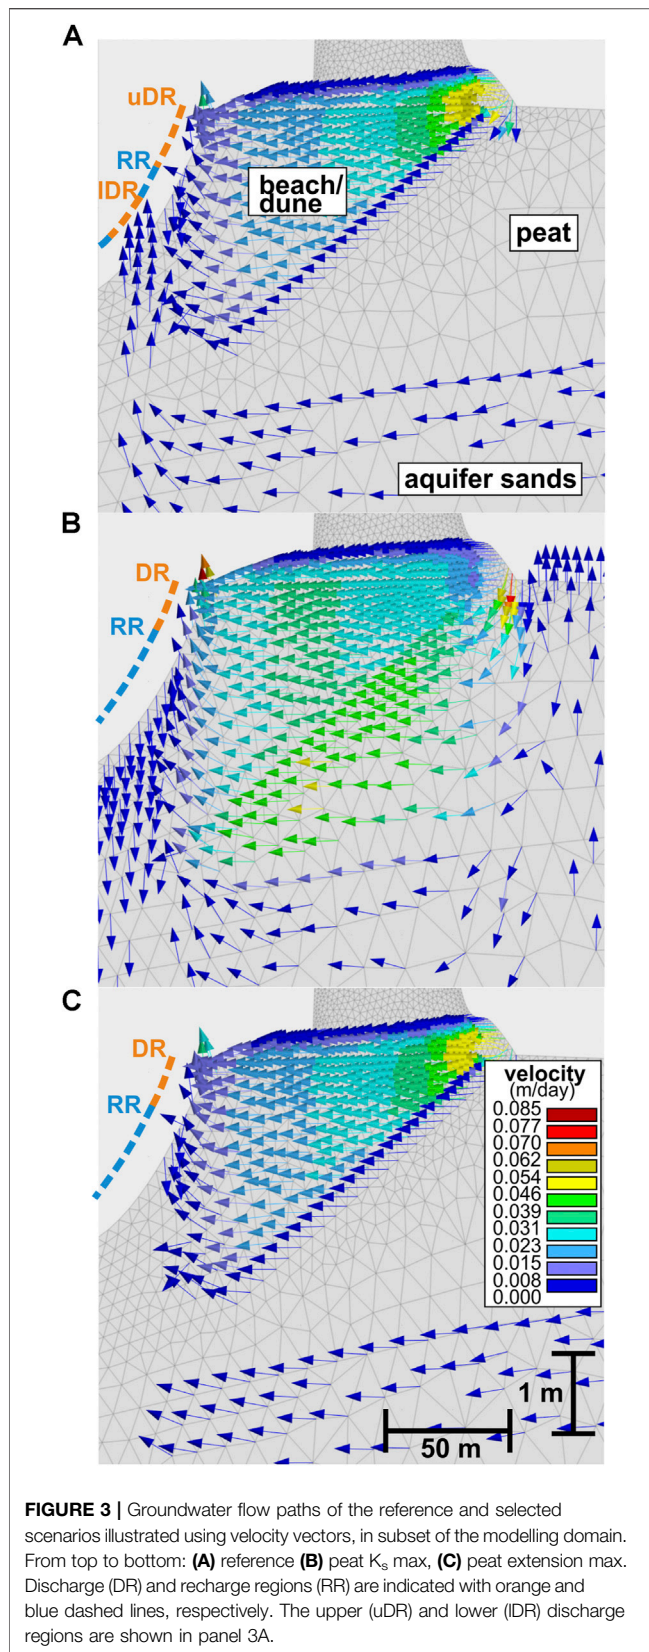 A
uDR
RR
lDR
beach/
dune
peat
aquifer sands
B
DR
RR
C
DR
RR
velocity
(m/day)
0.085
0.077
0.070
0.062
0.054
0.046
0.039
0.031
0.023
0.015
0.008
0.000
1 m
50 m
FIGURE 3 | Groundwater flow paths of the reference and selected
scenarios illustrated using velocity vectors, in subset of the modelling domain.
From top to bottom: (A) reference (B) peat Ks max, (C) peat extension max.
Discharge (DR) and recharge regions (RR) are indicated with orange and
blue dashed lines, respectively. The upper (uDR) and lower (lDR) discharge
regions are shown in panel 3A.